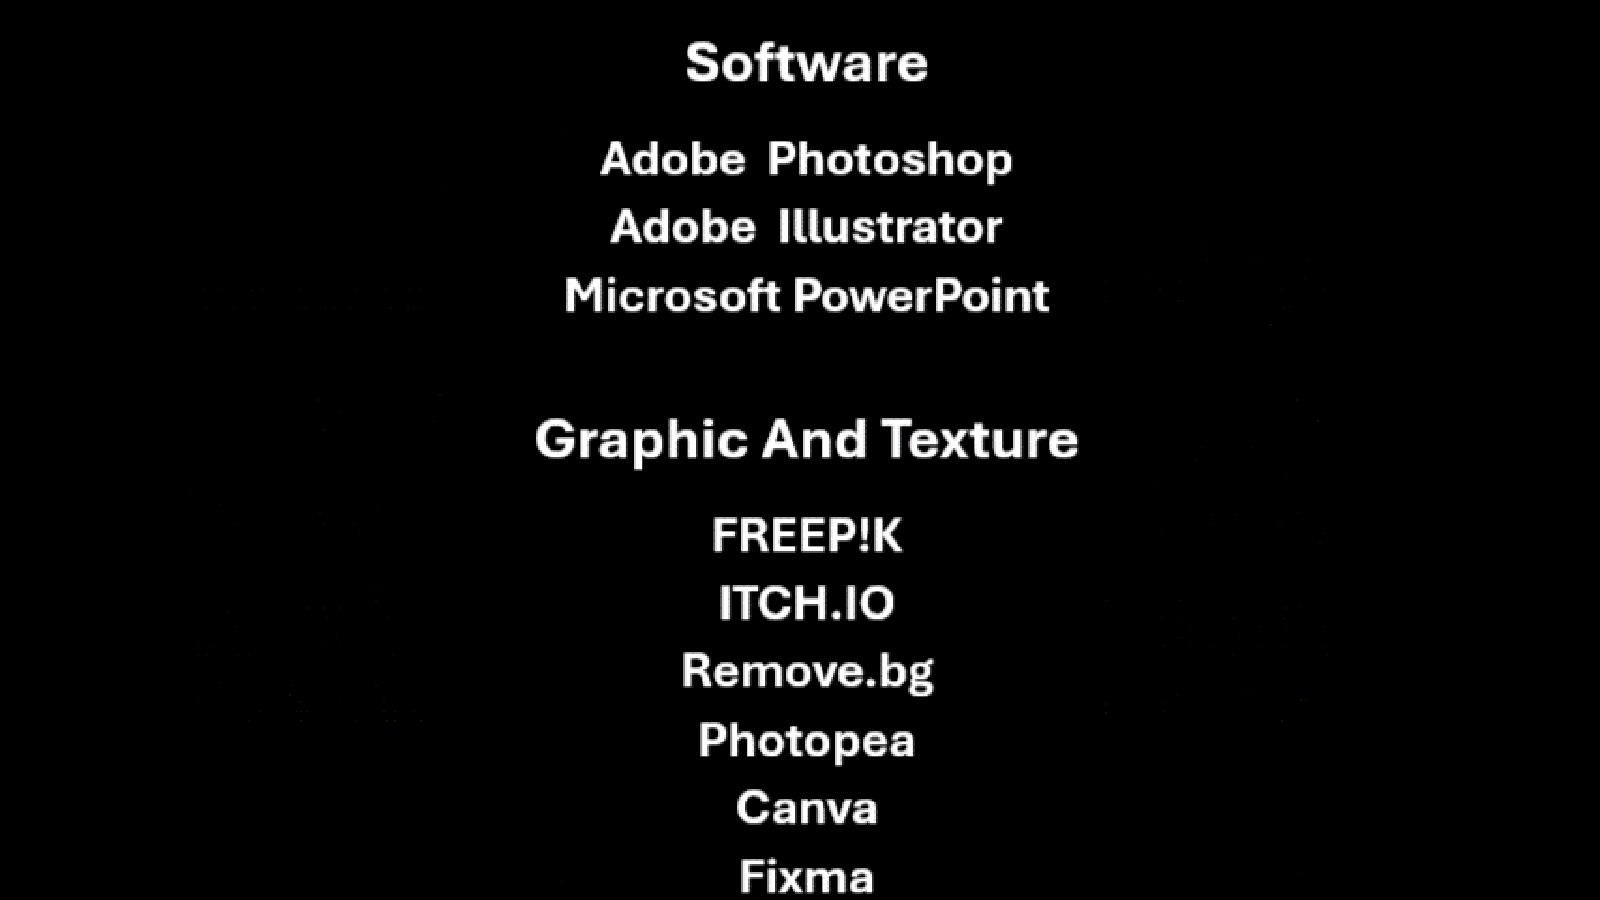 Software
Adobe Photoshop
Adobe Illustrator
Microsoft PowerPoint
Graphic And Texture
FREEP!K
ITCH.IO
Remove.bg
Photopea
Canva
Fixma